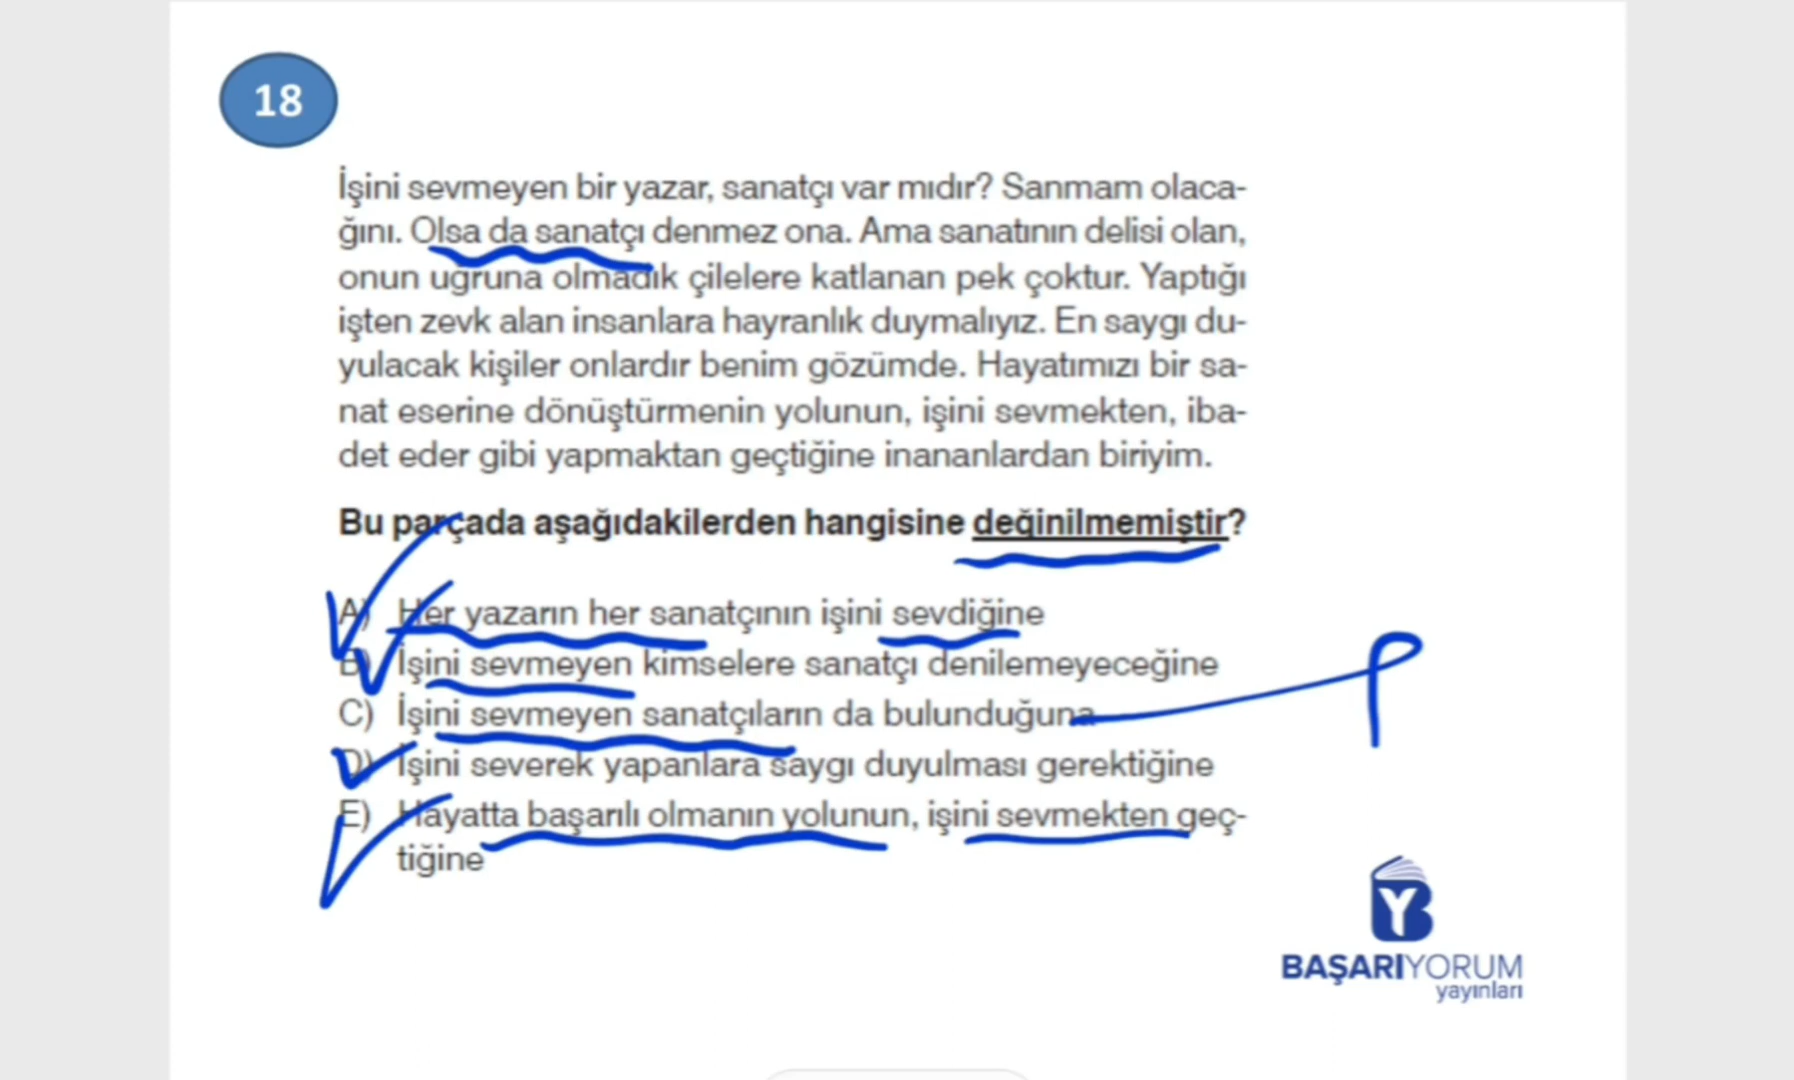 18
İşini sevmeyen bir yazar, sanatçı var mıdır? Sanmam olaca-
ğını. Olsa da sanatçı denmez ona. Ama sanatının delisi olan,
onun uğruna olmadık çilelere katlanan pek çoktur. Yaptığı
işten zevk alan insanlara hayranlık duymalıyız. En saygı du-
yulacak kişiler onlardır benim gözümde. Hayatımızı bir sa-
nat eserine dönüştürmenin yolunun, işini sevmekten, iba-
det eder gibi yapmaktan geçtiğine inananlardan biriyim.
Bu parçada aşağıdakilerden hangisine değinilmemiştir?
A) Her yazarın her sanatçının işini sevdiğine
B) İşini sevmeyen kimselere sanatçı denilemeyeceğine
C) İşini sevmeyen sanatçıların da bulunduğuna
D) İşini severek yapanlara saygı duyulması gerektiğine
E) Hayatta başarılı olmanın yolunun, işini sevmekten geç-
tiğine
BAŞARIYORUM
yayınları